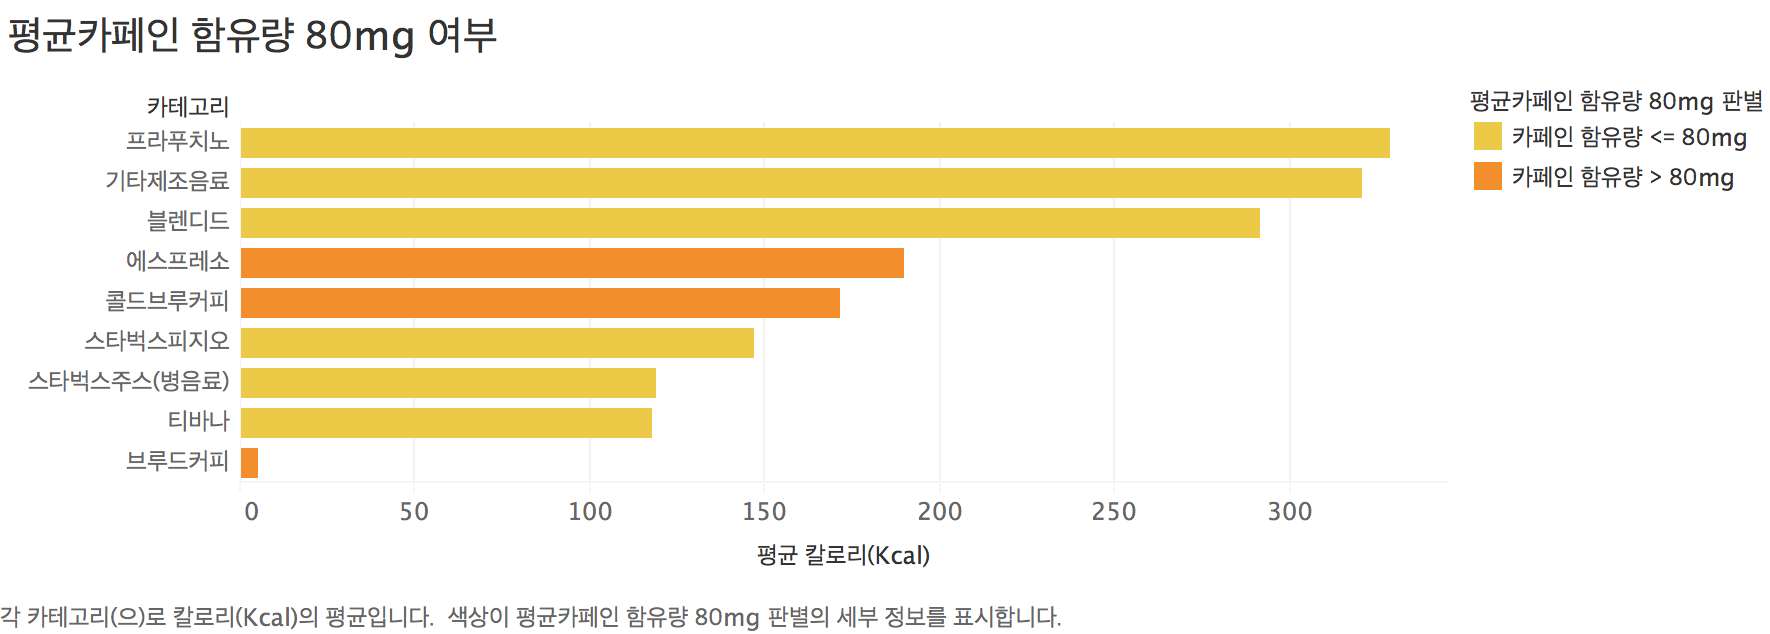 평균카페인 함유량 80mg 여부
카테고리
프라푸치노
기타제조음료
블렌디드
에스프레소
콜드브루커피
스타벅스피지오
스타벅스주스(병음료)
티바나
브루드커피
0 50 100 150 200 250 300
평균 칼로리(Kcal)
평균카페인 함유량 80mg 판별
카페인 함유량 <= 80mg
카페인 함유량 > 80mg
각 카테고리(으)로 칼로리(Kcal)의 평균입니다. 색상이 평균카페인 함유량 80mg 판별의 세부 정보를 표시합니다.